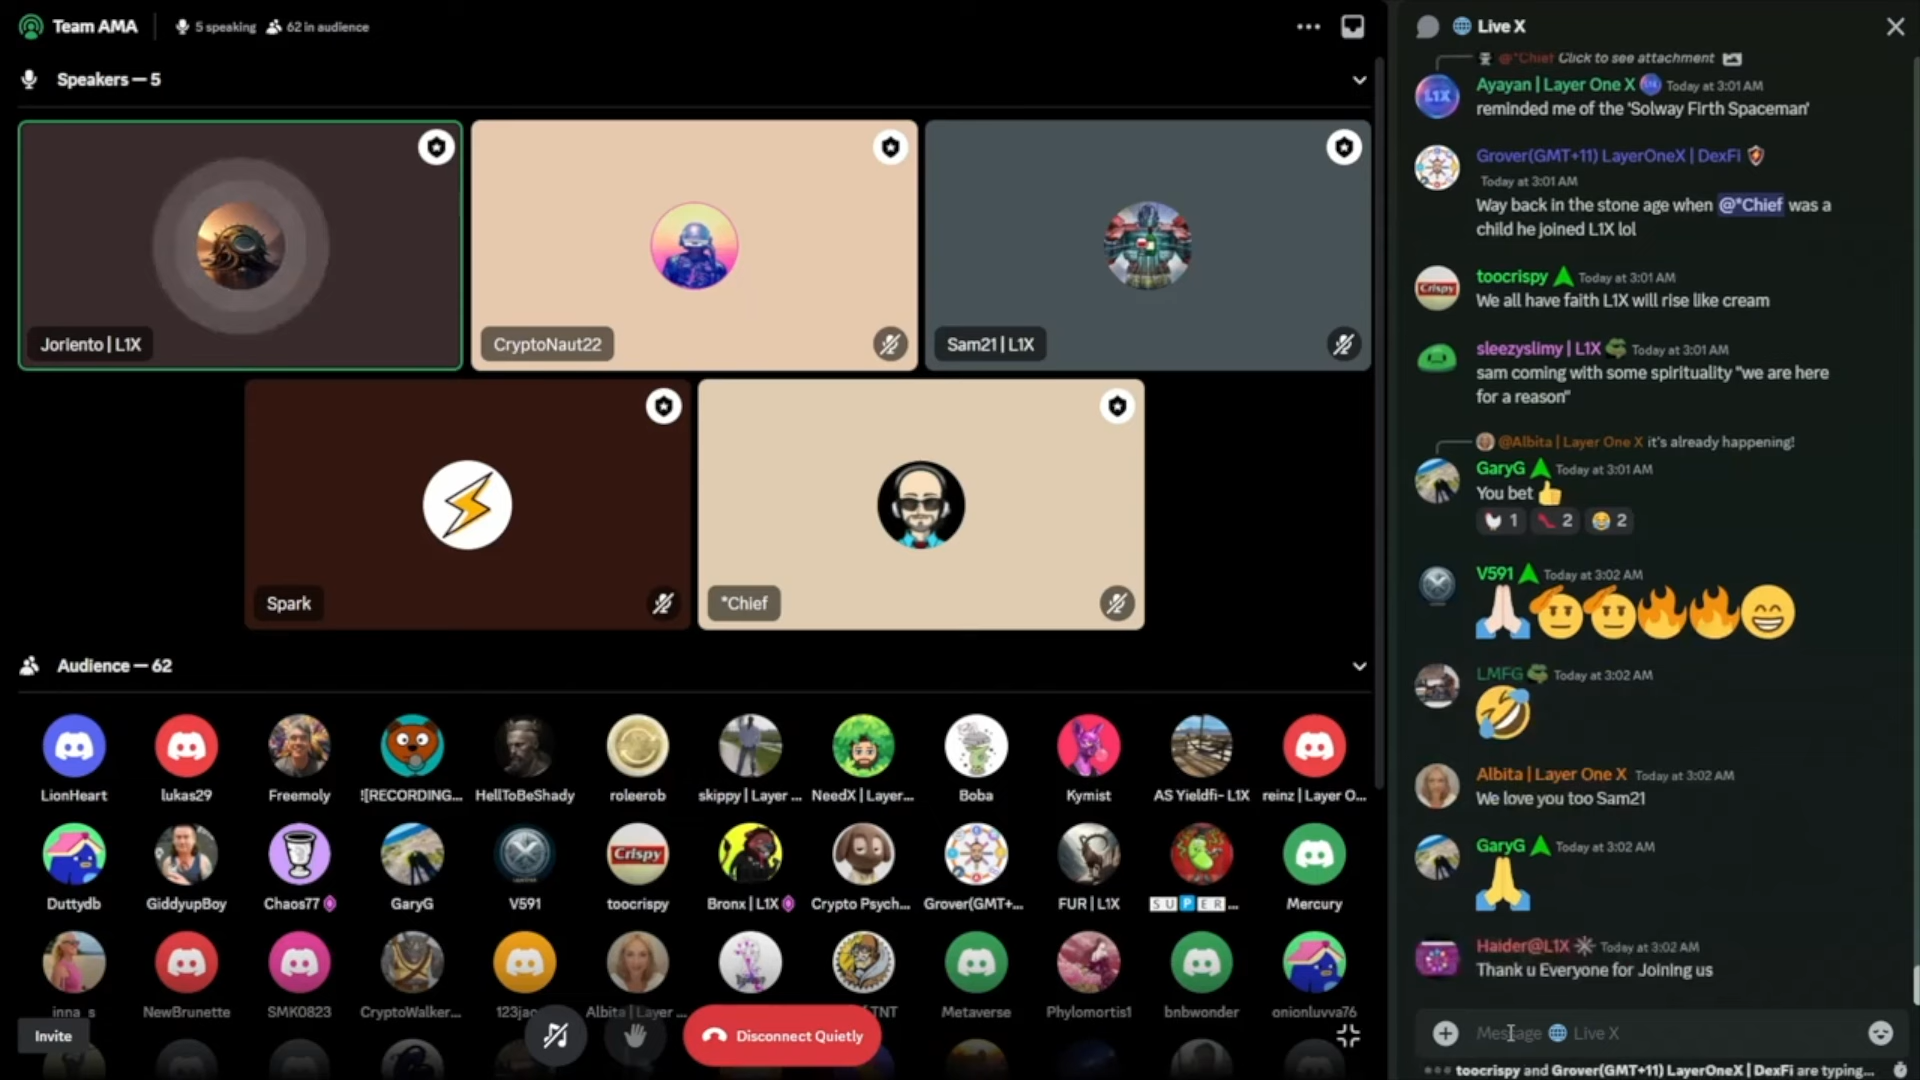 Team AMA
5 speaking
62 in audience
Speakers — 5
Joriento | L1X
CryptoNaut22
Sam21 | L1X
Spark
*Chief
Audience — 62
LionHeart
lukas29
Freemoly
![RECORDING...
HellToBeShady
roleerob
skippy | Layer ...
NeedX | Layer...
Boba
Kymist
AS Yieldfi- L1X
reinz | Layer O...
Duttydb
GiddyupBoy
Chaos77
GaryG
V591
Crispy
toocrispy
Bronx | L1X
Crypto Psych...
Grover(GMT+...
FUR | L1X
SUPER ...
Mercury
inna_s
NewBrunette
SMK0823
CryptoWalker...
123jac
Albita | Layer ...
TNT
Metaverse
Phylomortis1
bnbwonder
onionluvva76
Invite
Disconnect Quietly
Live X
@*Chief Click to see attachment
L1X
Ayayan | Layer One X Today at 3:01 AM
reminded me of the 'Solway Firth Spaceman'
Grover(GMT+11) LayerOneX | DexFi
Today at 3:01 AM
Way back in the stone age when @*Chief was a
child he joined L1X lol
Crispy
toocrispy Today at 3:01 AM
We all have faith L1X will rise like cream
sleezyslimy | L1X Today at 3:01 AM
sam coming with some spirituality "we are here
for a reason"
@Albita | Layer One X it's already happening!
GaryG Today at 3:01 AM
You bet 👍
1 2 2
V591 Today at 3:02 AM
LMFG Today at 3:02 AM
Albita | Layer One X Today at 3:02 AM
We love you too Sam21
GaryG Today at 3:02 AM
Haider@L1X Today at 3:02 AM
Thank u Everyone for Joining us
Message Live X
toocrispy and Grover(GMT+11) LayerOneX | DexFi are typing...